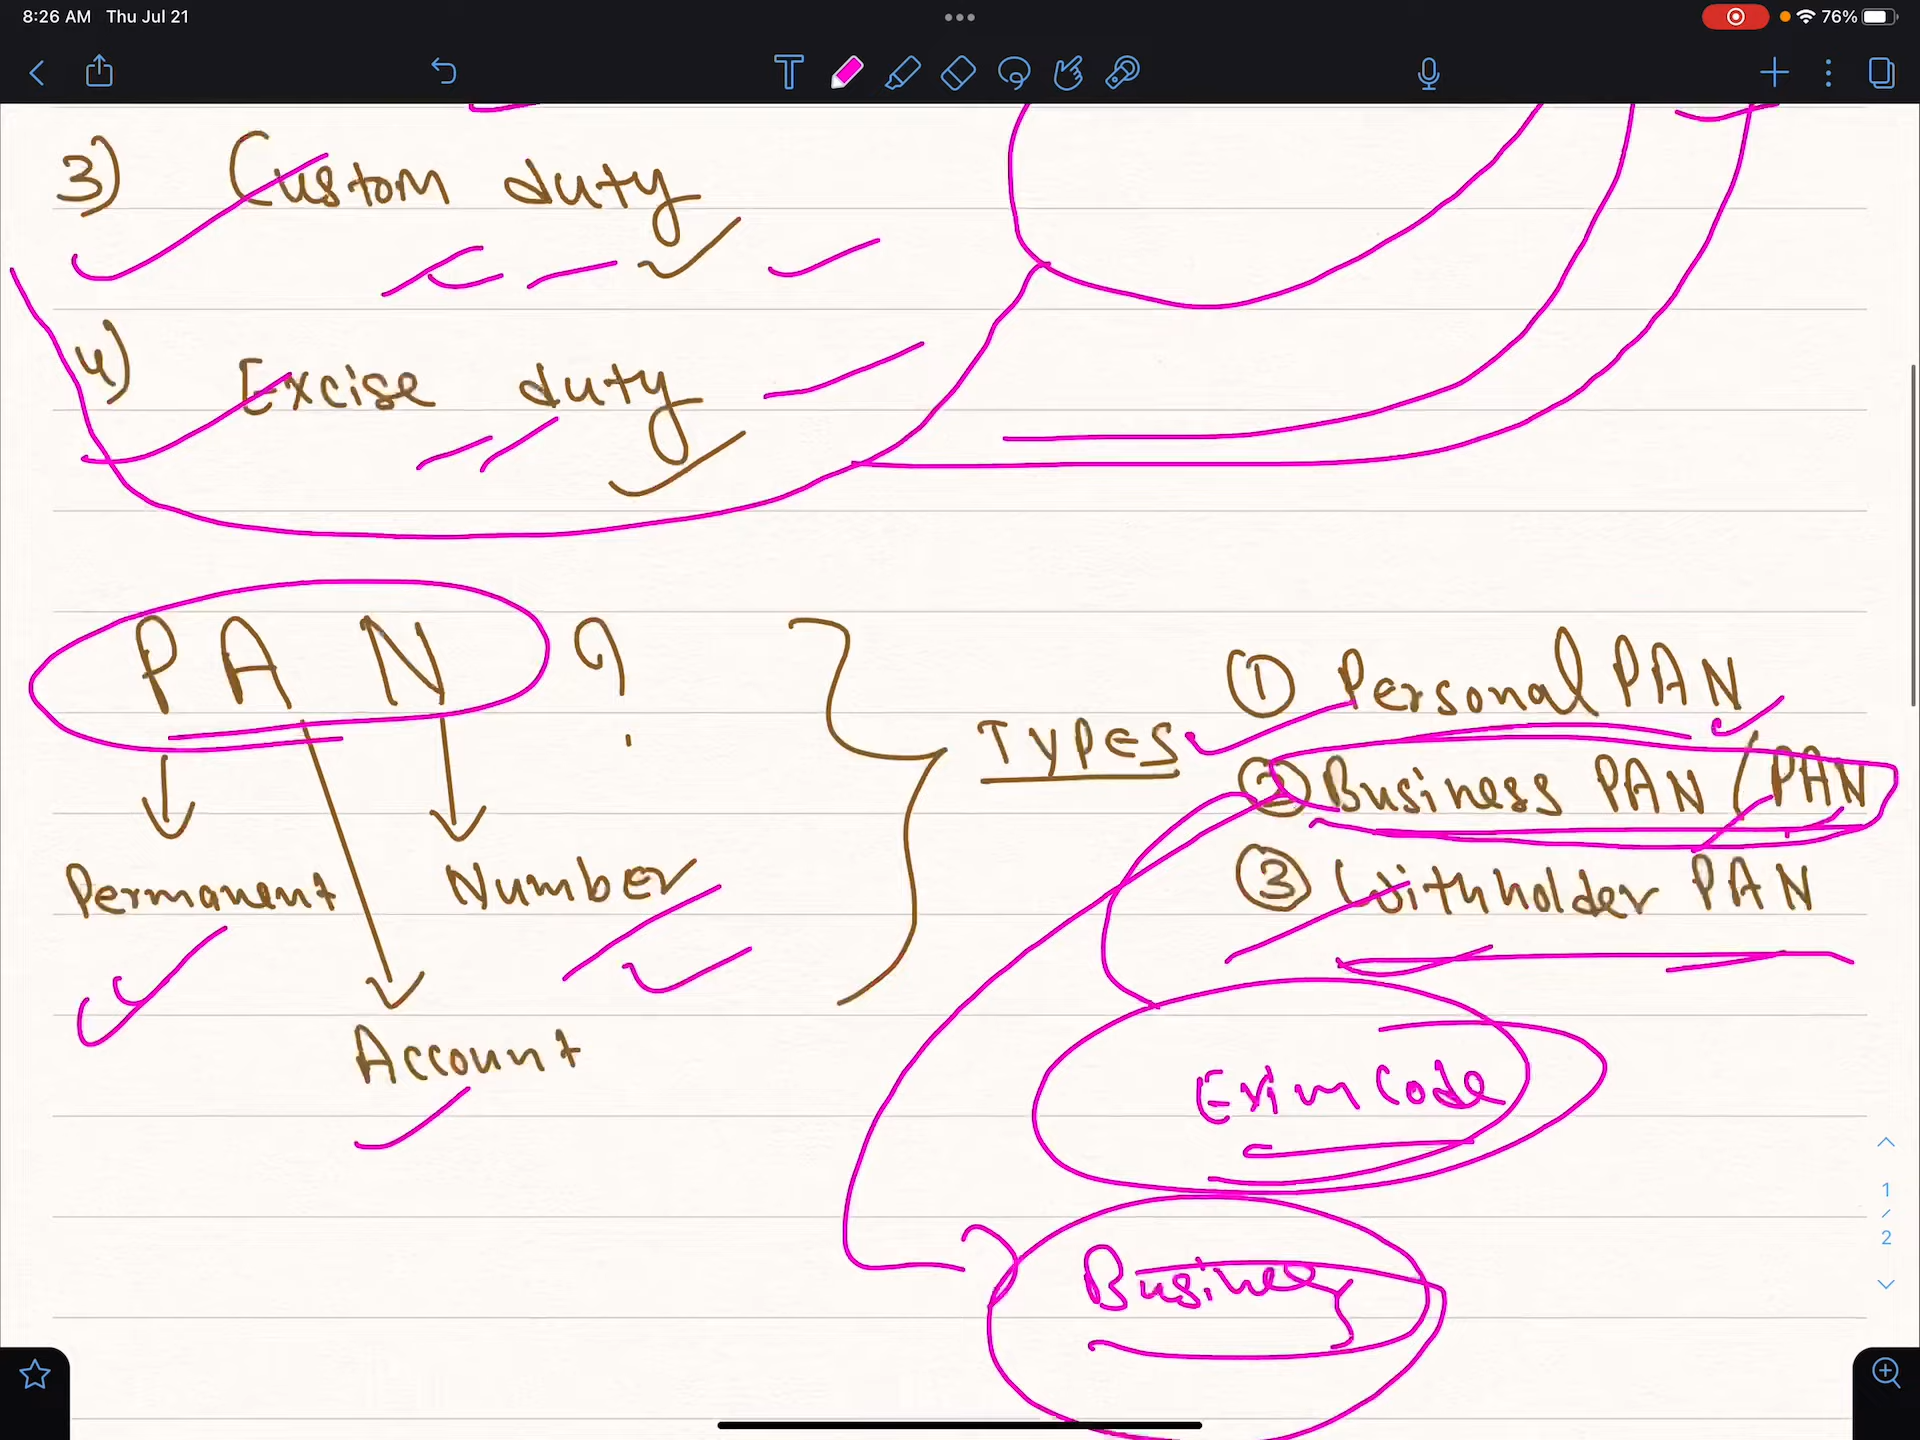 8:26 AM Thu Jul 21
76%
3) Custom duty
4) Excise duty
PAN ?
Permanent
Number
Account
TYPES
① Personal PAN
② Business PAN / PAN
③ Withholder PAN
Exim Code
Business
1
/
2